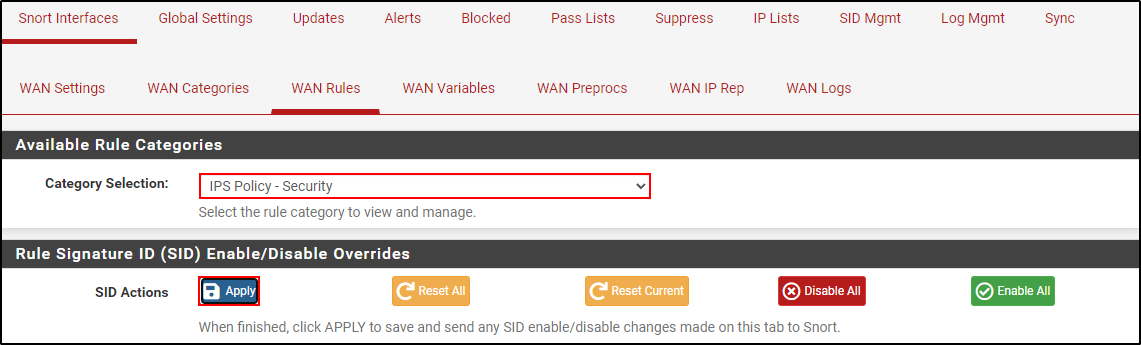 Snort Interfaces Global Settings Updates Alerts Blocked Pass Lists Suppress IP Lists SID Mgmt Log Mgmt Sync
WAN Settings WAN Categories WAN Rules WAN Variables WAN Preprocs WAN IP Rep WAN Logs
Available Rule Categories
Category Selection: IPS Policy - Security
Select the rule category to view and manage.
Rule Signature ID (SID) Enable/Disable Overrides
SID Actions Apply Reset All Reset Current Disable All Enable All
When finished, click APPLY to save and send any SID enable/disable changes made on this tab to Snort.